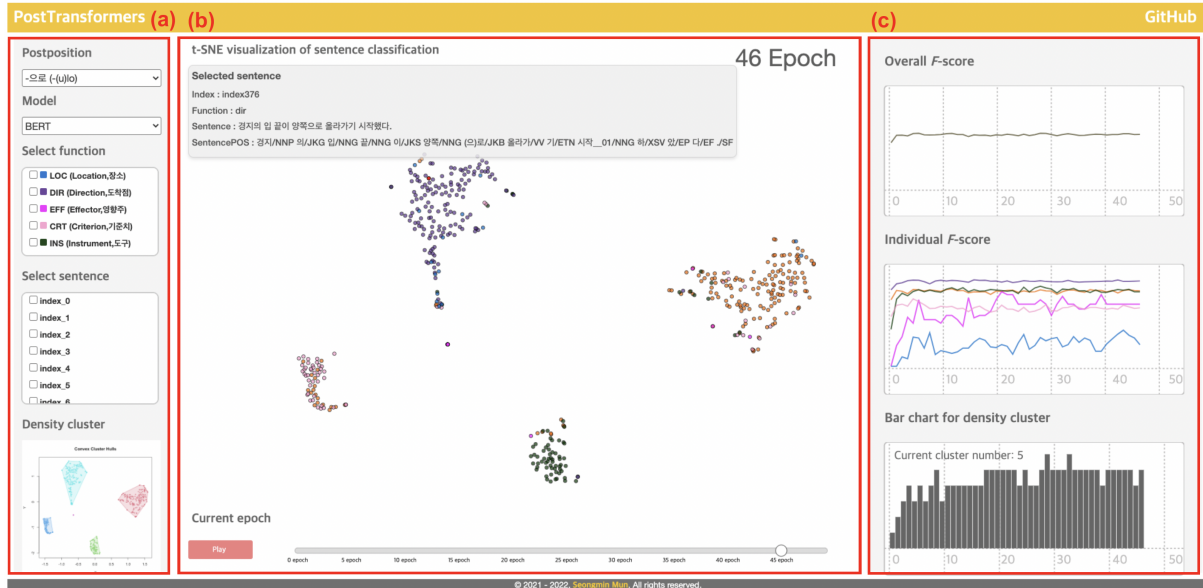 PostTransformers (a) (b) (c) GitHub
Postposition
-으로 (-(u)lo)
Model
BERT
Select function
LOC (Location,장소)
DIR (Direction,도착점)
EFF (Effector,영향주)
CRT (Criterion,기준치)
INS (Instrument,도구)
Select sentence
index_0
index_1
index_2
index_3
index_4
index_5
index_6
Density cluster
Convex Cluster Hulls
t-SNE visualization of sentence classification
46 Epoch
Selected sentence
Index : index376
Function : dir
Sentence : 경지의 입 끝이 양쪽으로 올라가기 시작했다.
SentencePOS : 경지/NNP 의/JKG 입/NNG 끝/NNG 이/JKS 양쪽/NNG (으)로/JKB 올라가/VV 기/ETN 시작__01/NNG 하/XSV 았/EP 다/EF ./SF
Current epoch
Play
0 epoch 5 epoch 10 epoch 15 epoch 20 epoch 25 epoch 30 epoch 35 epoch 40 epoch 45 epoch
Overall F-score
0 10 20 30 40 50
Individual F-score
0 10 20 30 40 50
Bar chart for density cluster
Current cluster number: 5
0 10 20 30 40 50
© 2021 - 2022. Seongmin Mun. All rights reserved.